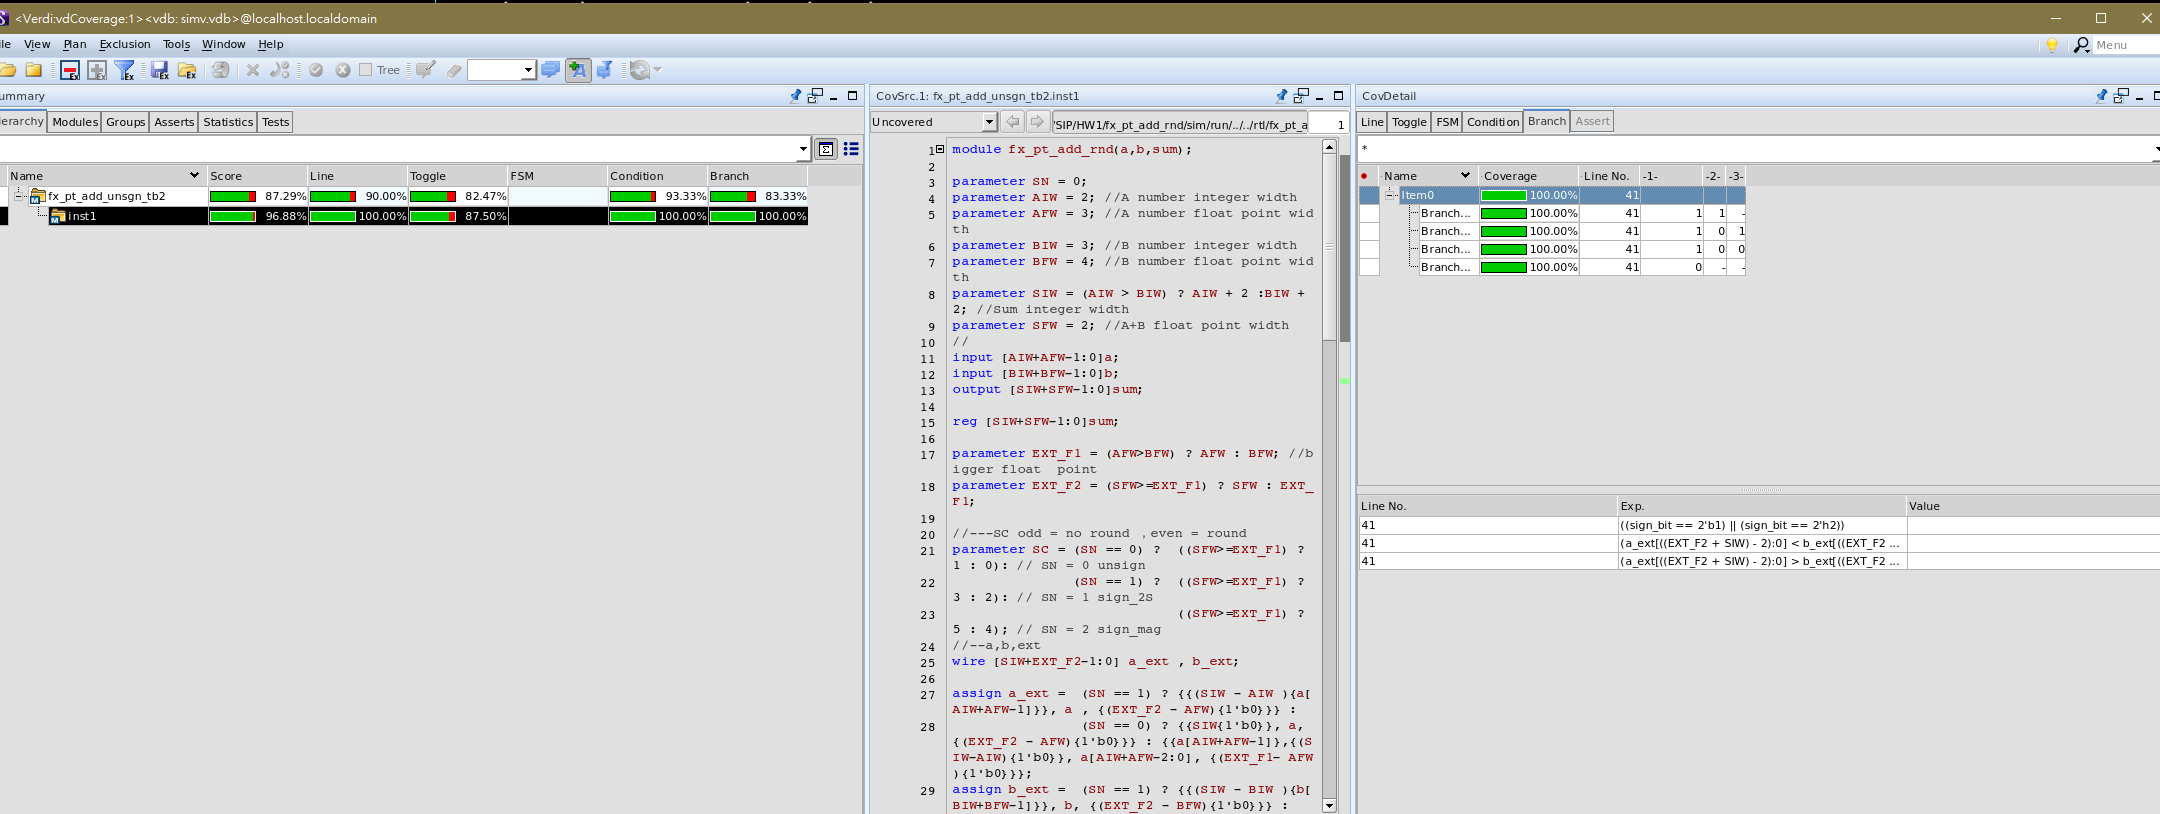 <Verdi:vdCoverage:1><vdb: simv.vdb>@localhost.localdomain
le View Plan Exclusion Tools Window Help
Menu
Tree
ummary
ierarchy Modules Groups Asserts Statistics Tests
Name Score Line Toggle FSM Condition Branch
fx_pt_add_unsgn_tb2 87.29% 90.00% 82.47% 93.33% 83.33%
inst1 96.88% 100.00% 87.50% 100.00% 100.00%
CovSrc.1: fx_pt_add_unsgn_tb2.inst1
Uncovered /SIP/HW1/fx_pt_add_rnd/sim/run/../../rtl/fx_pt_a 1
1 module fx_pt_add_rnd(a,b,sum);
2
3 parameter SN = 0;
4 parameter AIW = 2; //A number integer width
5 parameter AFW = 3; //A number float point wid
th
6 parameter BIW = 3; //B number integer width
7 parameter BFW = 4; //B number float point wid
th
8 parameter SIW = (AIW > BIW) ? AIW + 2 :BIW +
2; //Sum integer width
9 parameter SFW = 2; //A+B float point width
10 //
11 input [AIW+AFW-1:0]a;
12 input [BIW+BFW-1:0]b;
13 output [SIW+SFW-1:0]sum;
14
15 reg [SIW+SFW-1:0]sum;
16
17 parameter EXT_F1 = (AFW>BFW) ? AFW : BFW; //b
igger float  point
18 parameter EXT_F2 = (SFW>=EXT_F1) ? SFW : EXT_
F1;
19
20 //---SC odd = no round , even = round
21 parameter SC = (SN == 0) ?  ((SFW>=EXT_F1) ?
1 : 0): // SN = 0 unsign
22 (SN == 1) ?  ((SFW>=EXT_F1) ?
3 : 2): // SN = 1 sign_2S
23 ((SFW>=EXT_F1) ?
5 : 4); // SN = 2 sign_mag
24 //--a,b,ext
25 wire [SIW+EXT_F2-1:0] a_ext , b_ext;
26
27 assign a_ext =  (SN == 1) ? {{(SIW - AIW ){a[
AIW+AFW-1]}}, a , {(EXT_F2 - AFW){1'b0}}} :
28 (SN == 0) ? {{SIW{1'b0}}, a,
{(EXT_F2 - AFW){1'b0}}} : {{a[AIW+AFW-1]},{(S
IW-AIW){1'b0}}, a[AIW+AFW-2:0], {(EXT_F1- AFW
){1'b0}}};
29 assign b_ext =  (SN == 1) ? {{(SIW - BIW ){b[
BIW+BFW-1]}}, b, {(EXT_F2 - BFW){1'b0}}} :
CovDetail
Line Toggle FSM Condition Branch Assert
*
Name Coverage Line No. -1- -2- -3-
Item0 100.00% 41
Branch... 100.00% 41 1 1 -
Branch... 100.00% 41 1 0 1
Branch... 100.00% 41 1 0 0
Branch... 100.00% 41 0 - -
Line No. Exp. Value
41 ((sign_bit == 2'b1) || (sign_bit == 2'h2))
41 (a_ext[((EXT_F2 + SIW) - 2):0] < b_ext[((EXT_F2 ...
41 (a_ext[((EXT_F2 + SIW) - 2):0] > b_ext[((EXT_F2 ...